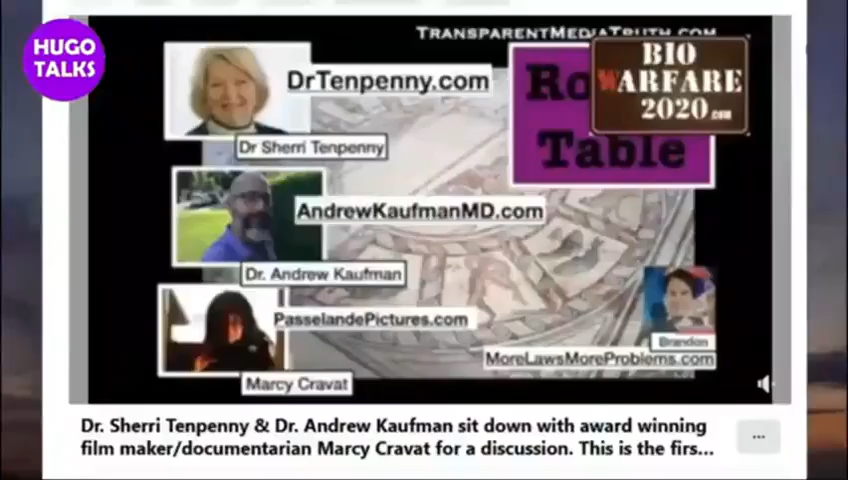 HUGO
TALKS
TRANSPARENTMEDIATRUTH.COM
BIO
WARFARE
2020.com
Ro
Table
DrTenpenny.com
Dr Sherri Tenpenny
AndrewKaufmanMD.com
Dr. Andrew Kaufman
PasselandePictures.com
Brandon
MoreLawsMoreProblems.com
Marcy Cravat
Dr. Sherri Tenpenny & Dr. Andrew Kaufman sit down with award winning
film maker/documentarian Marcy Cravat for a discussion. This is the firs...